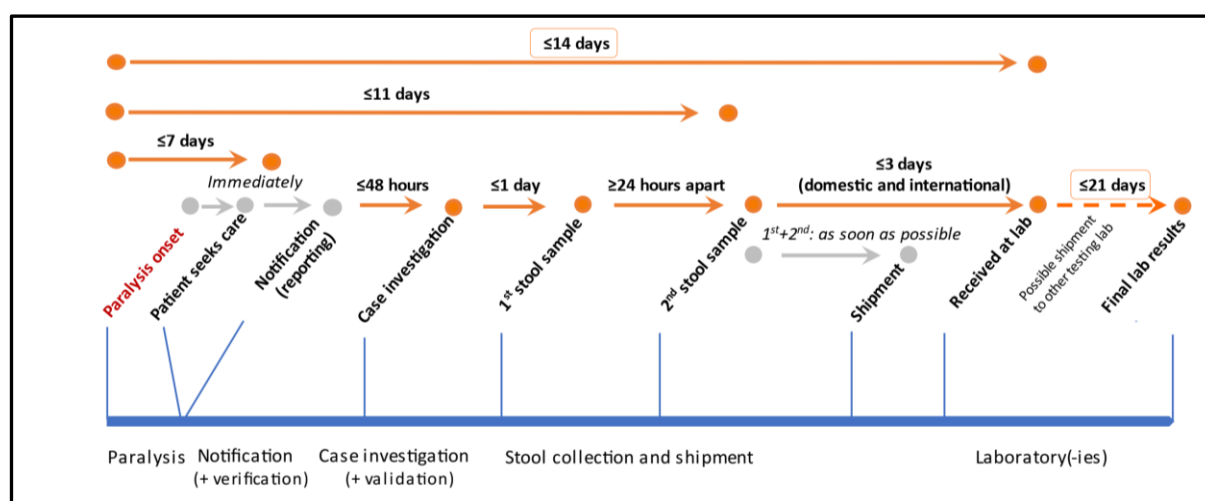 ≤14 days
≤11 days
≤7 days
Immediately
≤48 hours
≤1 day
≥24 hours apart
≤3 days
(domestic and international)
≤21 days
1st+2nd: as soon as possible
Paralysis onset
Patient seeks care
Notification
(reporting)
Case investigation
1st stool sample
2nd stool sample
Shipment
Received at lab
Possible shipment
to other testing lab
Final lab results
Paralysis
Notification
(+ verification)
Case investigation
(+ validation)
Stool collection and shipment
Laboratory(-ies)